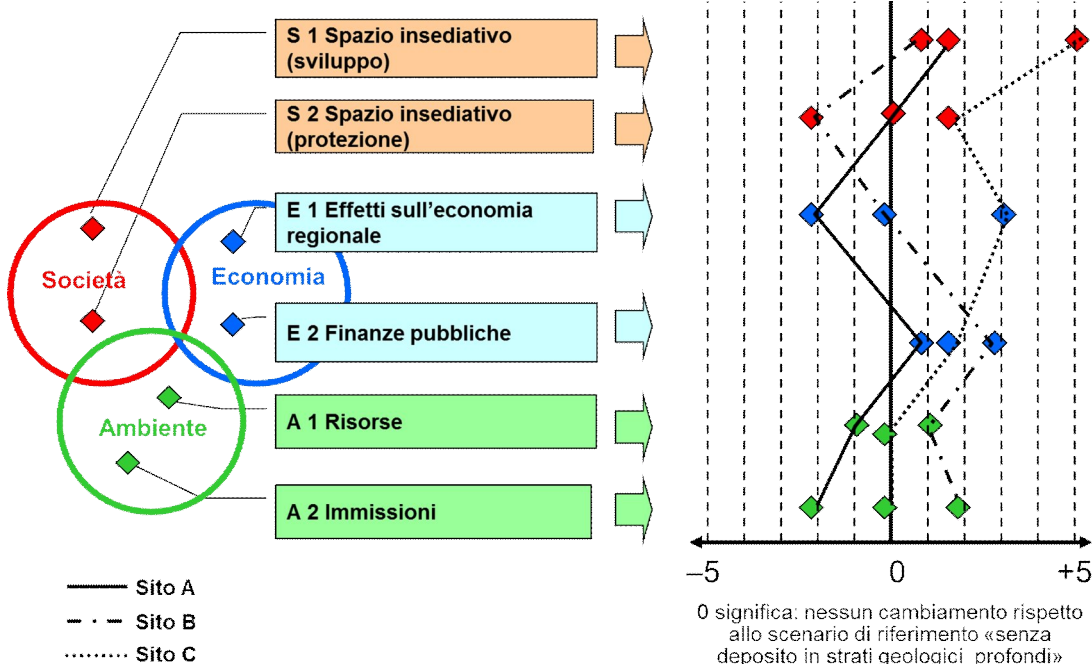 S 1 Spazio insediativo
(sviluppo)
S 2 Spazio insediativo
(protezione)
E 1 Effetti sull'economia
regionale
Società
Economia
E 2 Finanze pubbliche
Ambiente
A 1 Risorse
A 2 Immissioni
–5
0
+5
Sito A
Sito B
Sito C
0 significa: nessun cambiamento rispetto
allo scenario di riferimento «senza
deposito in strati geologici profondi»